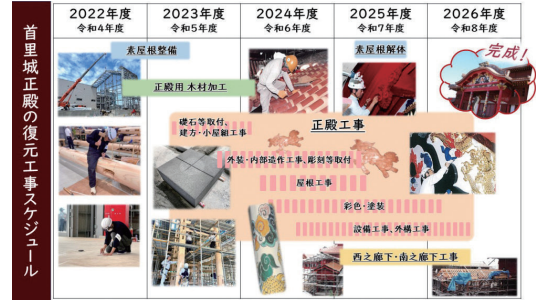 首里城正殿の復元工事スケジュール
2022年度
令和4年度
2023年度
令和5年度
2024年度
令和6年度
2025年度
令和7年度
2026年度
令和8年度
素屋根整備
素屋根解体
完成!
正殿用 木材加工
正殿工事
礎石等取付、
建方・小屋組工事
外装・内部造作工事、彫刻等取付
屋根工事
彩色・塗装
設備工事、外構工事
西之廊下・南之廊下工事